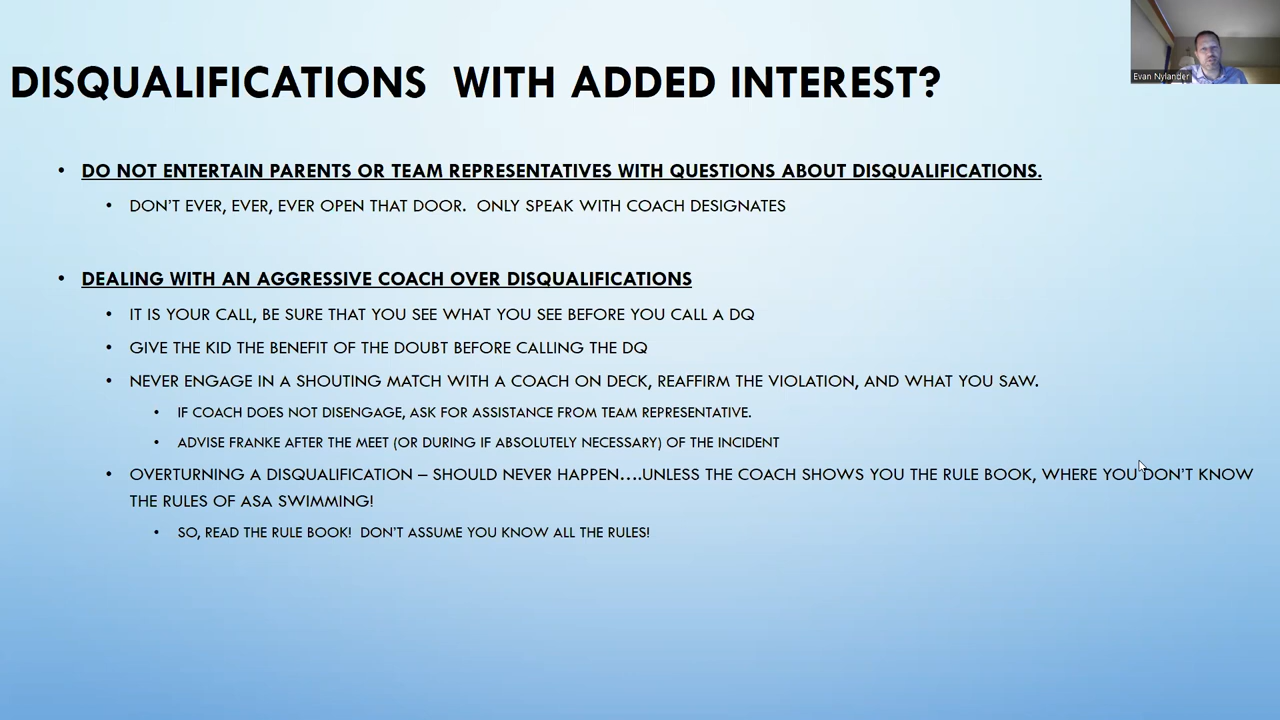 DISQUALIFICATIONS WITH ADDED INTEREST?
Evan Nylander
• DO NOT ENTERTAIN PARENTS OR TEAM REPRESENTATIVES WITH QUESTIONS ABOUT DISQUALIFICATIONS.
• DON'T EVER, EVER, EVER OPEN THAT DOOR. ONLY SPEAK WITH COACH DESIGNATES
• DEALING WITH AN AGGRESSIVE COACH OVER DISQUALIFICATIONS
• IT IS YOUR CALL, BE SURE THAT YOU SEE WHAT YOU SEE BEFORE YOU CALL A DQ
• GIVE THE KID THE BENEFIT OF THE DOUBT BEFORE CALLING THE DQ
• NEVER ENGAGE IN A SHOUTING MATCH WITH A COACH ON DECK, REAFFIRM THE VIOLATION, AND WHAT YOU SAW.
• IF COACH DOES NOT DISENGAGE, ASK FOR ASSISTANCE FROM TEAM REPRESENTATIVE.
• ADVISE FRANKE AFTER THE MEET (OR DURING IF ABSOLUTELY NECESSARY) OF THE INCIDENT
• OVERTURNING A DISQUALIFICATION – SHOULD NEVER HAPPEN….UNLESS THE COACH SHOWS YOU THE RULE BOOK, WHERE YOU DON'T KNOW
THE RULES OF ASA SWIMMING!
• SO, READ THE RULE BOOK! DON'T ASSUME YOU KNOW ALL THE RULES!